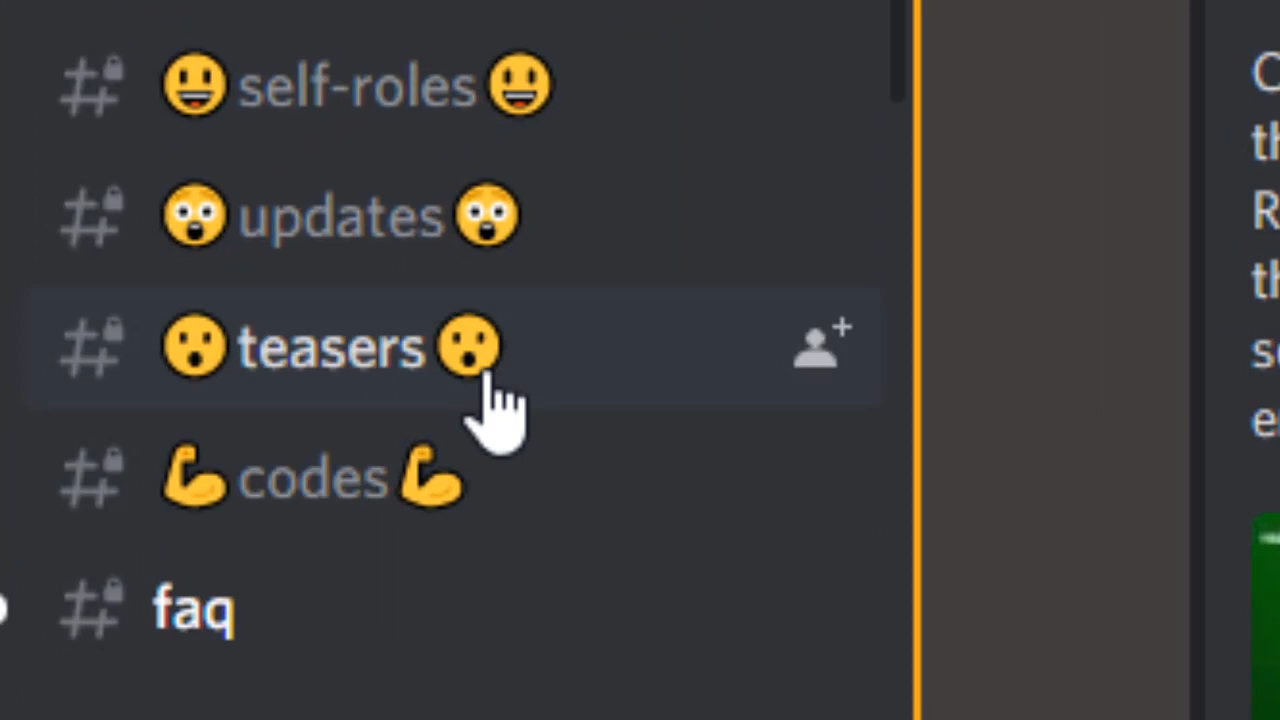 😃self-roles😃
😲updates😲
😮teasers😮
💪codes💪
faq